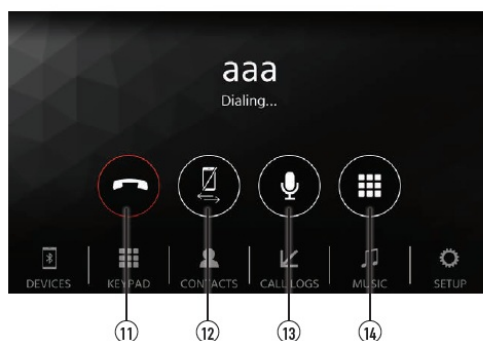 aaa
Dialing...
DEVICES KEYPAD CONTACTS CALL LOGS MUSIC SETUP
⑪ ⑫ ⑬ ⑭